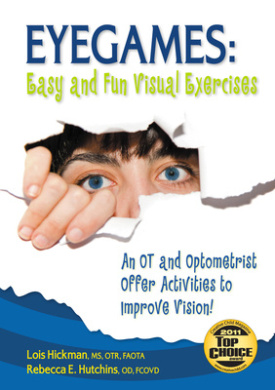 EYEGAMES:
Easy and Fun Visual Exercises
An OT and Optometrist
Offer Activities to
Improve Vision!
2011
TOP
CHOICE
Lois Hickman, MS, OTR, FAOTA
Rebecca E. Hutchins, OD, FCOVD